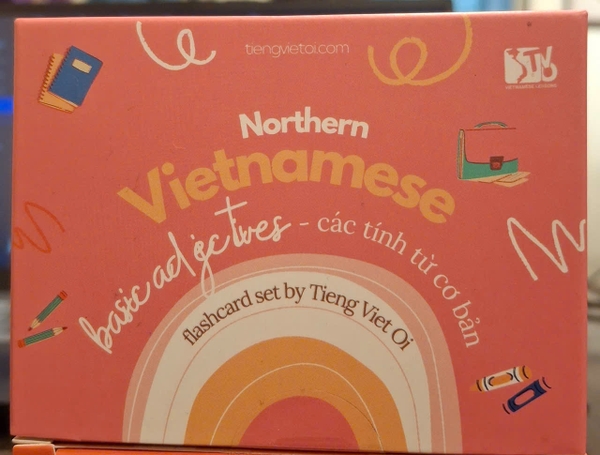 tiengvietoi.com
Northern
Vietnamese
basic adjectives - các tính từ cơ bản
flashcard set by Tieng Viet Oi